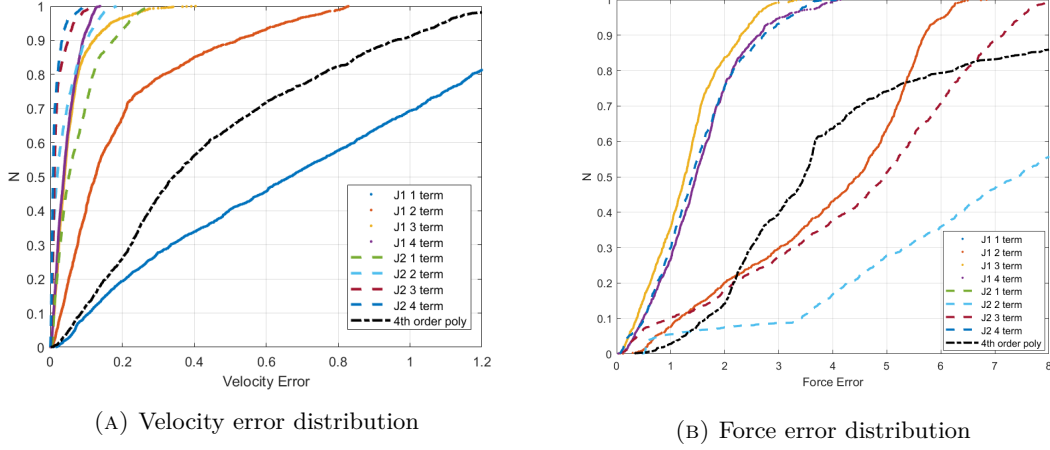 1
0.9
0.8
0.7
0.6
0.5
0.4
0.3
0.2
0.1
0
N
0 0.2 0.4 0.6 0.8 1 1.2
Velocity Error
J1 1 term
J1 2 term
J1 3 term
J1 4 term
J2 1 term
J2 2 term
J2 3 term
J2 4 term
4th order poly
(A) Velocity error distribution
1
0.9
0.8
0.7
0.6
0.5
0.4
0.3
0.2
0.1
0
N
0 1 2 3 4 5 6 7 8
Force Error
J1 1 term
J1 2 term
J1 3 term
J1 4 term
J2 1 term
J2 2 term
J2 3 term
J2 4 term
4th order poly
(B) Force error distribution